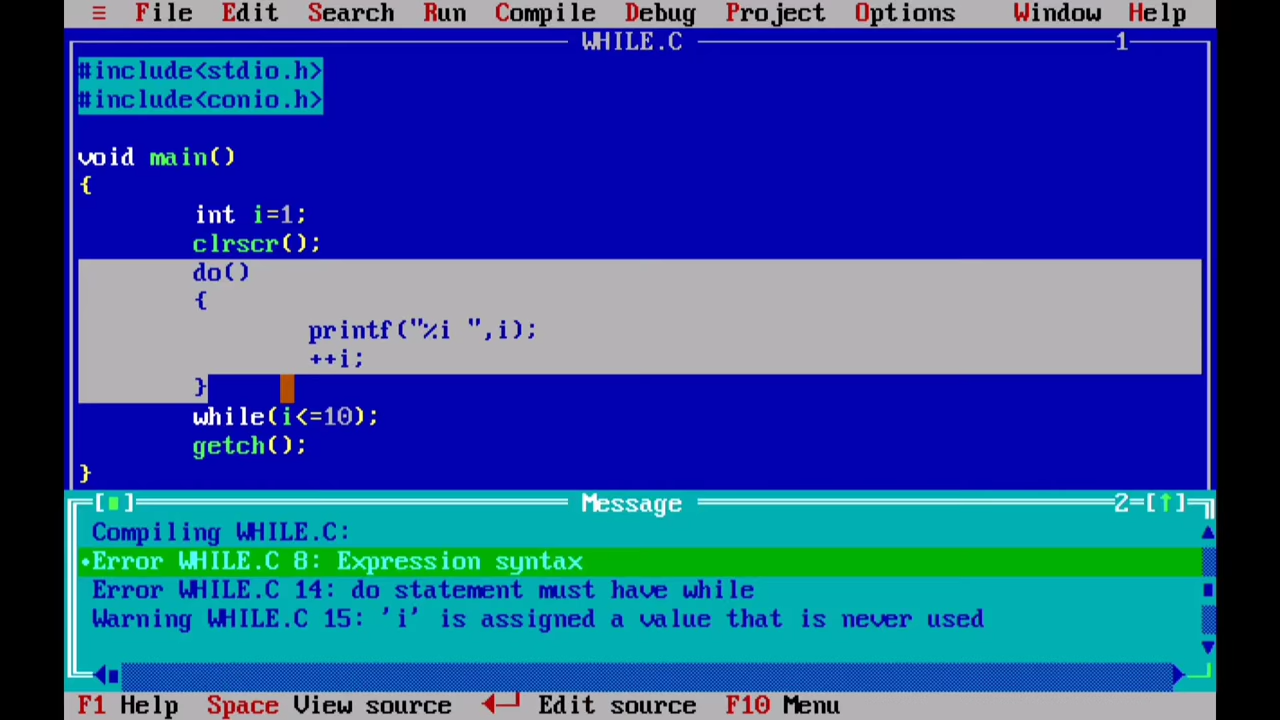 ≡ File Edit Search Run Compile Debug Project Options Window Help
WHILE.C 1
#include<stdio.h>
#include<conio.h>
void main()
{
int i=1;
clrscr();
do()
{
printf("%i ",i);
++i;
}
while(i<=10);
getch();
}
[■] Message 2=[↑]
Compiling WHILE.C:
•Error WHILE.C 8: Expression syntax
Error WHILE.C 14: do statement must have while
Warning WHILE.C 15: 'i' is assigned a value that is never used
F1 Help Space View source ◄┘ Edit source F10 Menu